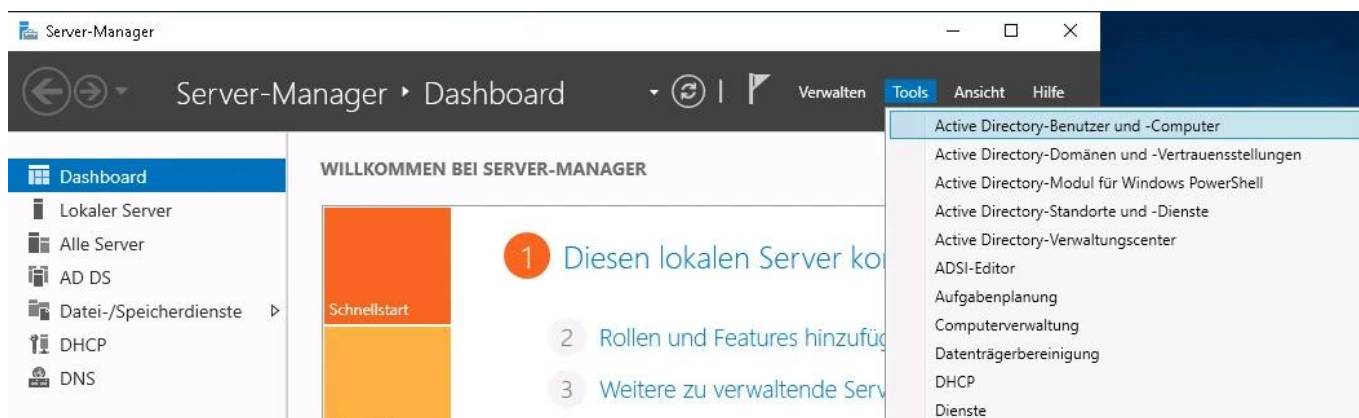 Server-Manager
Server-Manager ‣ Dashboard
Verwalten Tools Ansicht Hilfe
Dashboard
Lokaler Server
Alle Server
AD DS
Datei-/Speicherdienste
DHCP
DNS
WILLKOMMEN BEI SERVER-MANAGER
Schnellstart
1 Diesen lokalen Server
2 Rollen und Features
3 Weitere zu verwaltende
Active Directory-Benutzer und -Computer
Active Directory-Domänen und -Vertrauensstellungen
Active Directory-Modul für Windows PowerShell
Active Directory-Standorte und -Dienste
Active Directory-Verwaltungscenter
ADSI-Editor
Aufgabenplanung
Computerverwaltung
Datenträgerbereinigung
DHCP
Dienste